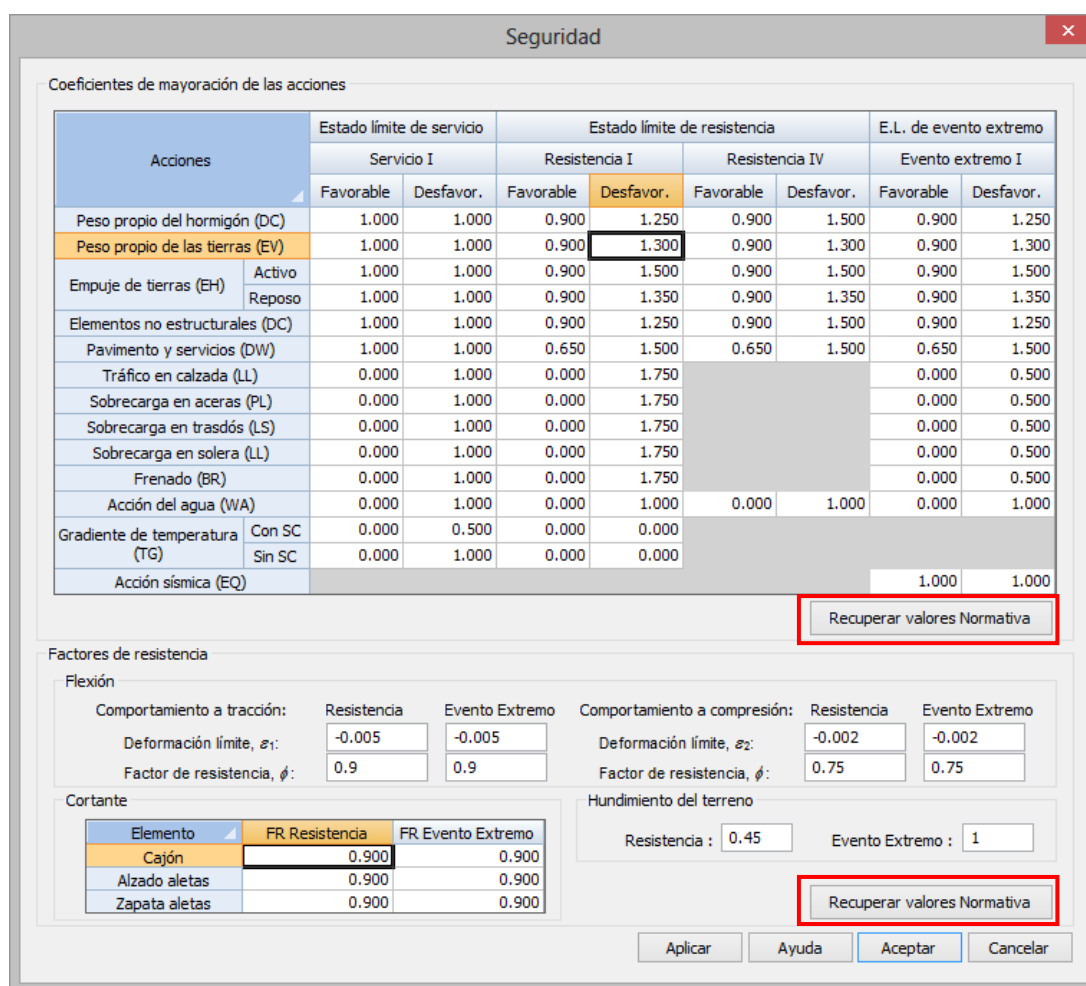 Seguridad
Coeficientes de mayoración de las acciones
Acciones Estado límite de servicio Estado límite de resistencia E.L. de evento extremo
Servicio I Resistencia I Resistencia IV Evento extremo I
Favorable Desfavor. Favorable Desfavor. Favorable Desfavor. Favorable Desfavor.
Peso propio del hormigón (DC) 1.000 1.000 0.900 1.250 0.900 1.500 0.900 1.250
Peso propio de las tierras (EV) 1.000 1.000 0.900 1.300 0.900 1.300 0.900 1.300
Empuje de tierras (EH) Activo 1.000 1.000 0.900 1.500 0.900 1.500 0.900 1.500
Reposo 1.000 1.000 0.900 1.350 0.900 1.350 0.900 1.350
Elementos no estructurales (DC) 1.000 1.000 0.900 1.250 0.900 1.500 0.900 1.250
Pavimento y servicios (DW) 1.000 1.000 0.650 1.500 0.650 1.500 0.650 1.500
Tráfico en calzada (LL) 0.000 1.000 0.000 1.750 0.000 0.500
Sobrecarga en aceras (PL) 0.000 1.000 0.000 1.750 0.000 0.500
Sobrecarga en trasdós (LS) 0.000 1.000 0.000 1.750 0.000 0.500
Sobrecarga en solera (LL) 0.000 1.000 0.000 1.750 0.000 0.500
Frenado (BR) 0.000 1.000 0.000 1.750 0.000 0.500
Acción del agua (WA) 0.000 1.000 0.000 1.000 0.000 1.000 0.000 1.000
Gradiente de temperatura (TG) Con SC 0.000 0.500 0.000 0.000
Sin SC 0.000 1.000 0.000 0.000
Acción sísmica (EQ) 1.000 1.000
Recuperar valores Normativa
Factores de resistencia
Flexión
Comportamiento a tracción: Resistencia Evento Extremo Comportamiento a compresión: Resistencia Evento Extremo
Deformación límite, ε1: -0.005 -0.005 Deformación límite, ε2: -0.002 -0.002
Factor de resistencia, ϕ: 0.9 0.9 Factor de resistencia, ϕ: 0.75 0.75
Cortante
Elemento FR Resistencia FR Evento Extremo
Cajón 0.900 0.900
Alzado aletas 0.900 0.900
Zapata aletas 0.900 0.900
Hundimiento del terreno
Resistencia : 0.45 Evento Extremo : 1
Recuperar valores Normativa
Aplicar Ayuda Aceptar Cancelar